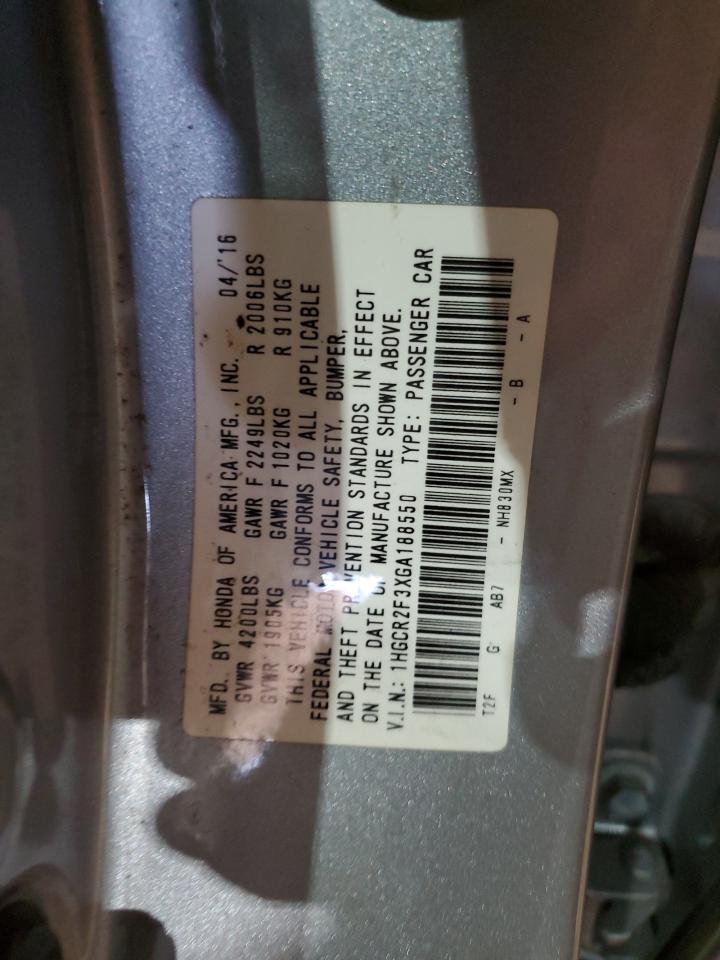 MFD. BY HONDA OF AMERICA MFG., INC. 04/'16
GVWR 4200LBS GAWR F 2249LBS R 2006LBS
GVWR 1905KG GAWR F 1020KG R 910KG
THIS VEHICLE CONFORMS TO ALL APPLICABLE
FEDERAL MOTOR VEHICLE SAFETY, BUMPER,
AND THEFT PREVENTION STANDARDS IN EFFECT
ON THE DATE OF MANUFACTURE SHOWN ABOVE.
V.I.N.: 1HGCR2F3XGA188550 TYPE: PASSENGER CAR
T2F G AB7 - NH830MX - B - A